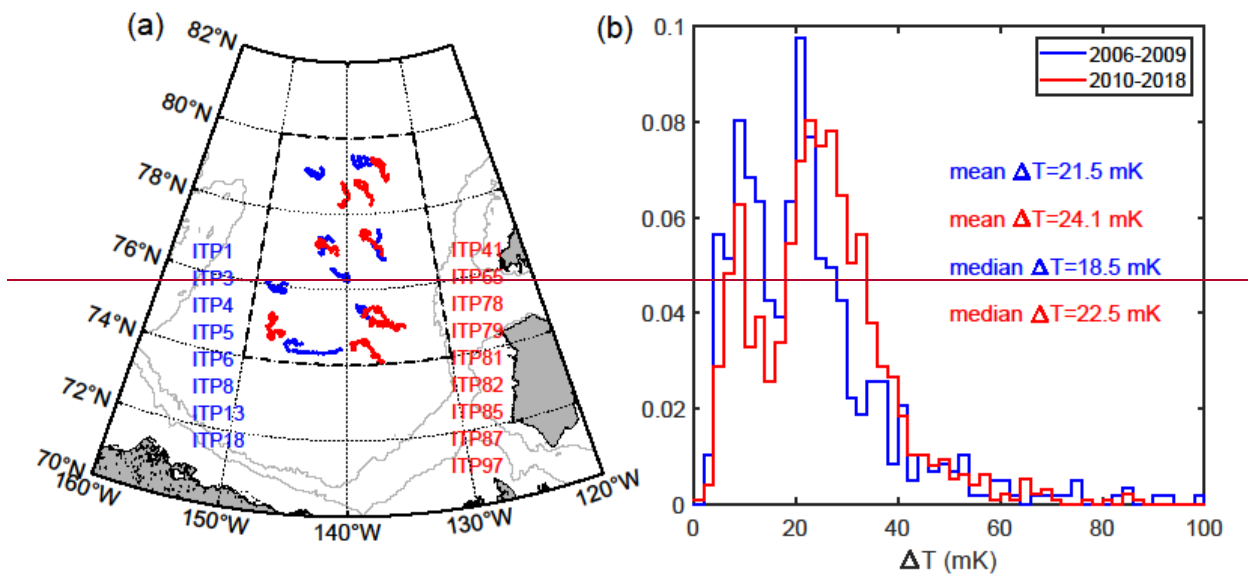 (a)
82°N
80°N
78°N
76°N
74°N
72°N
70°N
160°W
150°W
140°W
130°W
120°W
ITP1
ITP3
ITP4
ITP5
ITP6
ITP8
ITP13
ITP18
ITP41
ITP65
ITP78
ITP79
ITP81
ITP82
ITP85
ITP87
ITP97
(b)
0.1
0.08
0.06
0.04
0.02
0
0 20 40 60 80 100
ΔT (mK)
2006-2009
2010-2018
mean ΔT=21.5 mK
mean ΔT=24.1 mK
median ΔT=18.5 mK
median ΔT=22.5 mK